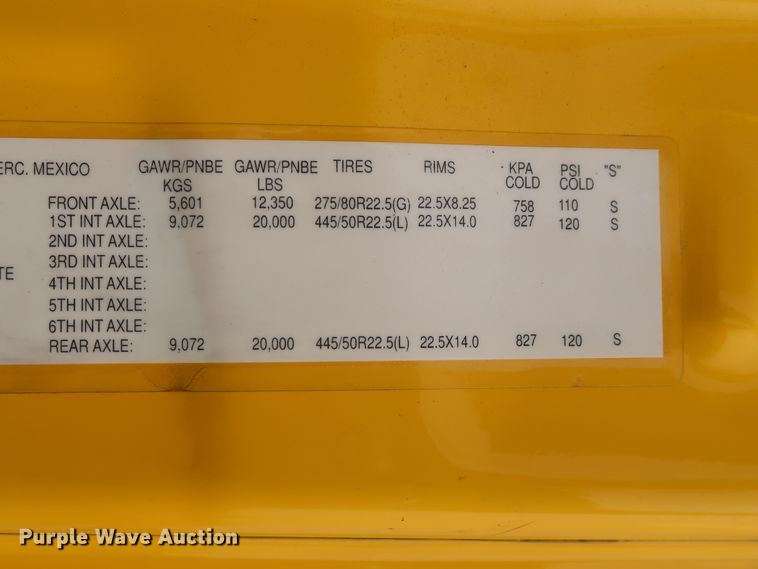 ERC. MEXICO GAWR/PNBE GAWR/PNBE TIRES RIMS KPA PSI "S"
KGS LBS COLD COLD
FRONT AXLE: 5,601 12,350 275/80R22.5(G) 22.5X8.25 758 110 S
1ST INT AXLE: 9,072 20,000 445/50R22.5(L) 22.5X14.0 827 120 S
2ND INT AXLE:
3RD INT AXLE:
TE 4TH INT AXLE:
5TH INT AXLE:
6TH INT AXLE:
REAR AXLE: 9,072 20,000 445/50R22.5(L) 22.5X14.0 827 120 S
Purple Wave Auction